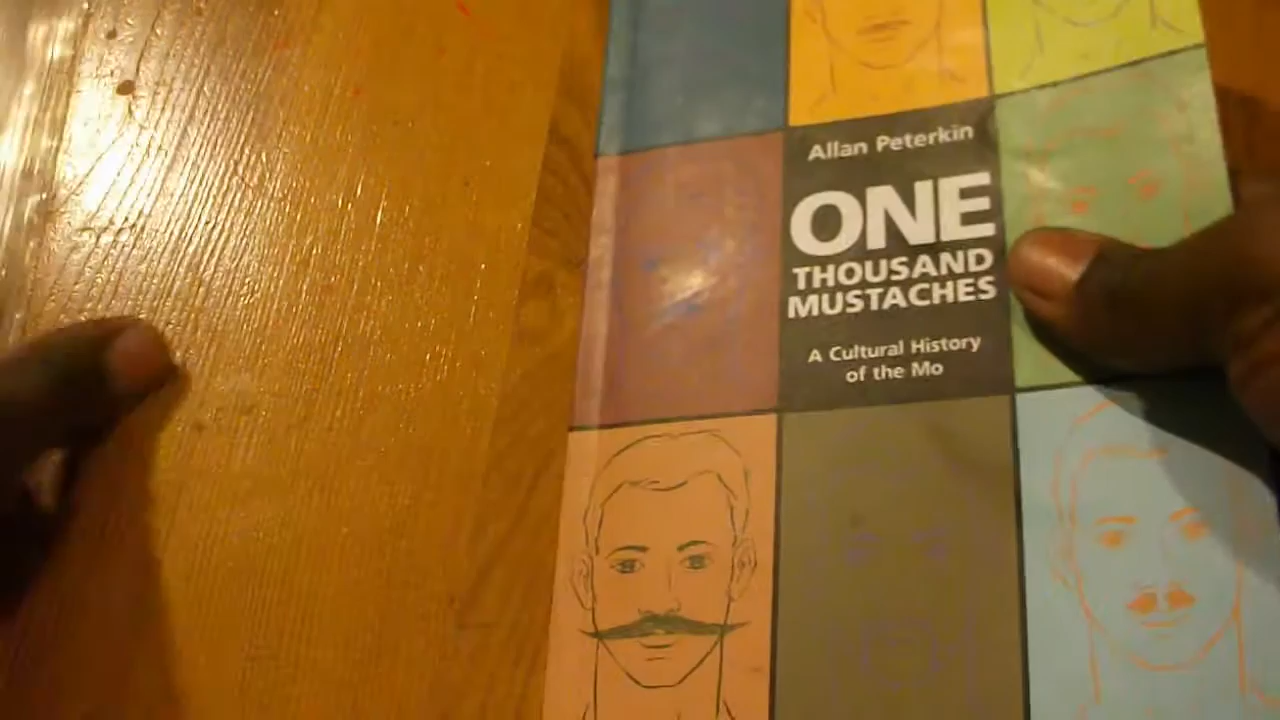 Allan Peterkin
ONE
THOUSAND
MUSTACHES
A Cultural History
of the Mo